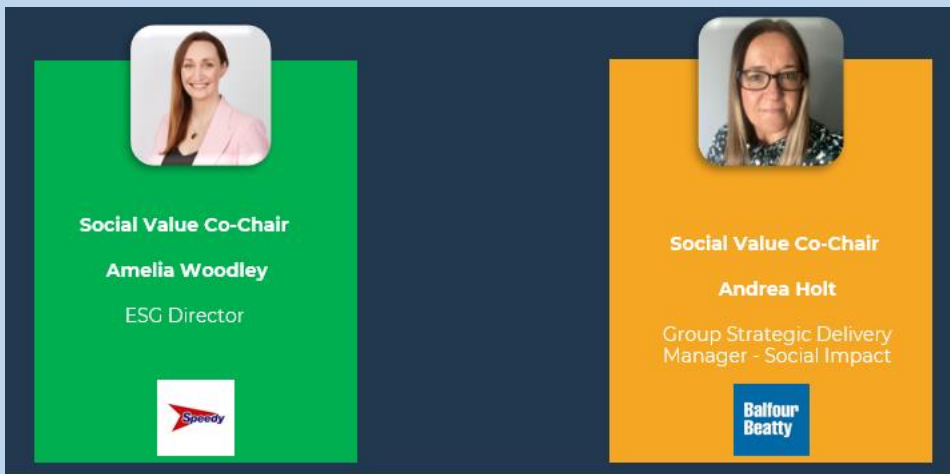 Social Value Co-Chair
Amelia Woodley
ESG Director
Speedy
Social Value Co-Chair
Andrea Holt
Group Strategic Delivery
Manager - Social Impact
Balfour
Beatty